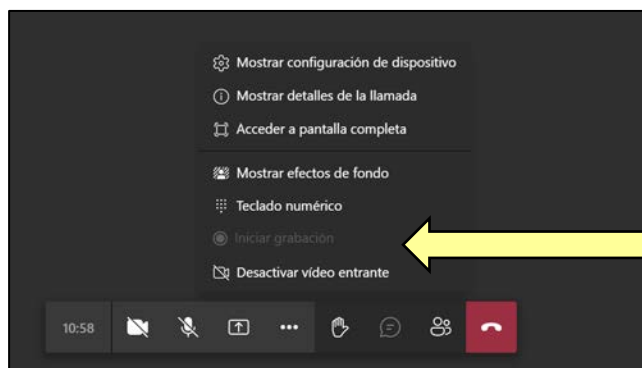 Mostrar configuración de dispositivo
Mostrar detalles de la llamada
Acceder a pantalla completa
Mostrar efectos de fondo
Teclado numérico
Iniciar grabación
Desactivar vídeo entrante
10:58